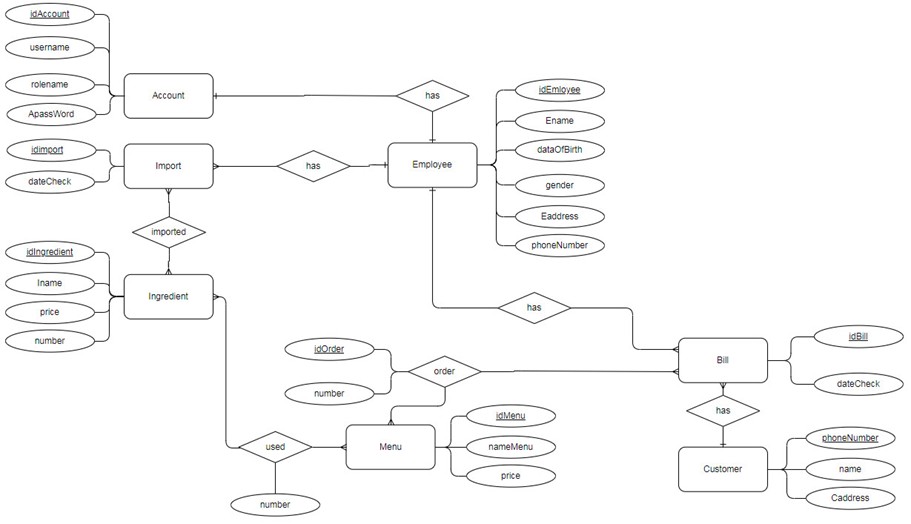 idAccount
username
rolename
ApassWord
Account
has
idEmloyee
Ename
dataOfBirth
gender
Eaddress
phoneNumber
Employee
idimport
dateCheck
Import
has
imported
idIngredient
Iname
price
number
Ingredient
has
idOrder
number
order
idBill
dateCheck
Bill
has
idMenu
nameMenu
price
Menu
used
number
phoneNumber
name
Caddress
Customer